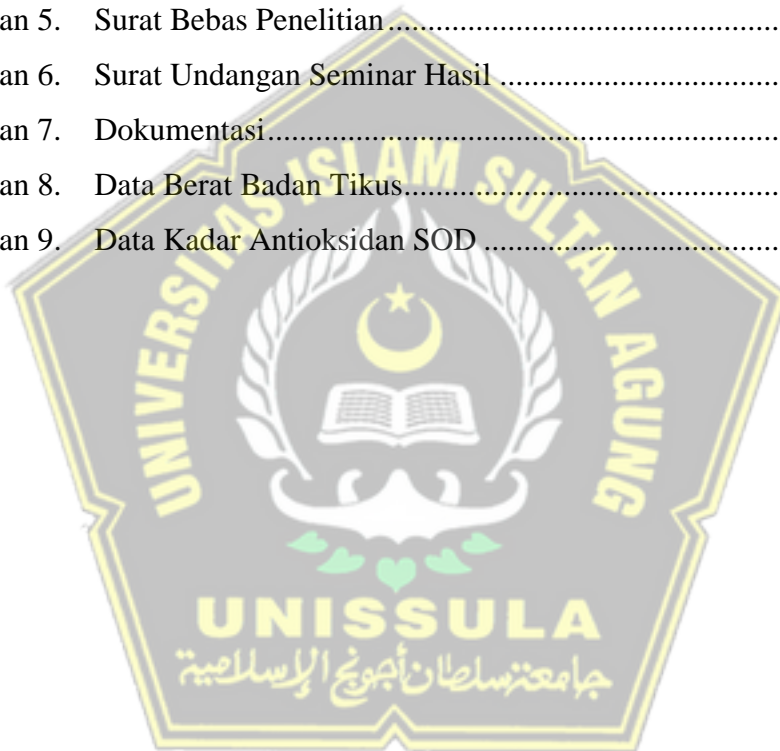 an 5. Surat Bebas Penelitian........................................
an 6. Surat Undangan Seminar Hasil ............................
an 7. Dokumentasi....................................................
an 8. Data Berat Badan Tikus.....................................
an 9. Data Kadar Antioksidan SOD ..............................
UNIVERSITAS ISLAM SULTAN AGUNG
UNISSULA
جامعة سلطان أجونج الإسلامية